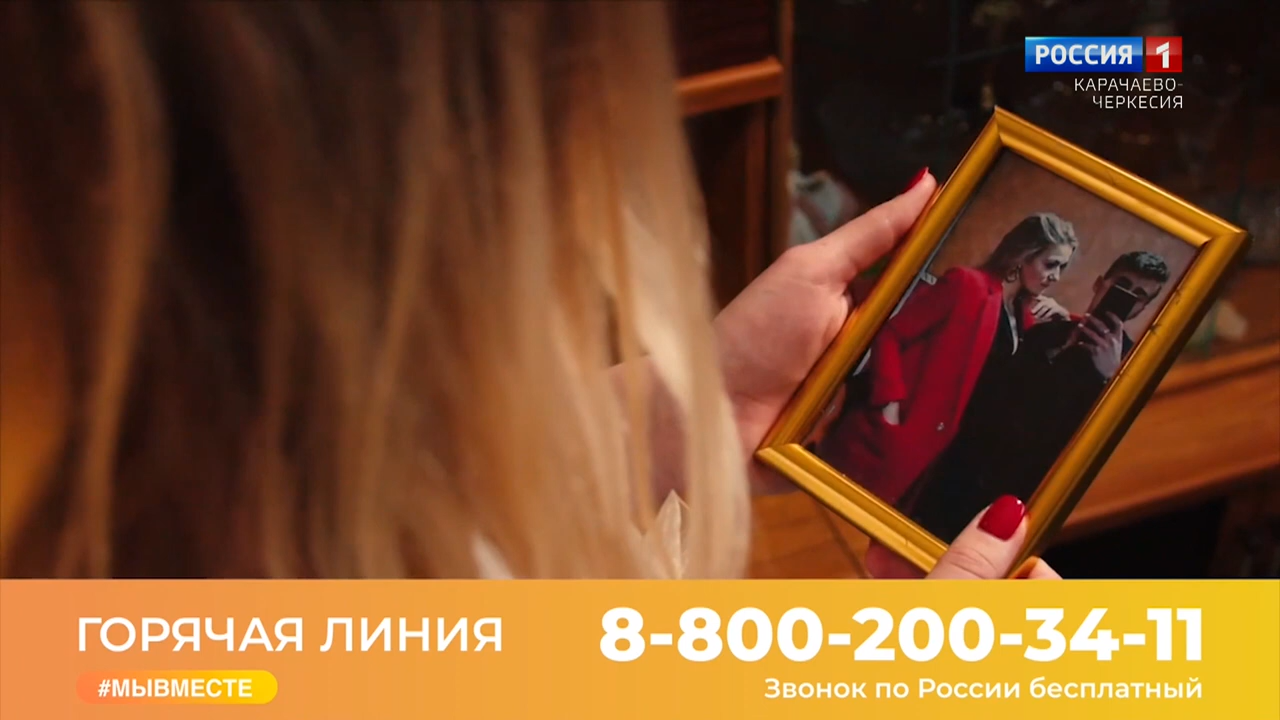 РОССИЯ 1
КАРАЧАЕВО-
ЧЕРКЕСИЯ
ГОРЯЧАЯ ЛИНИЯ
#МЫВМЕСТЕ
8-800-200-34-11
Звонок по России бесплатный